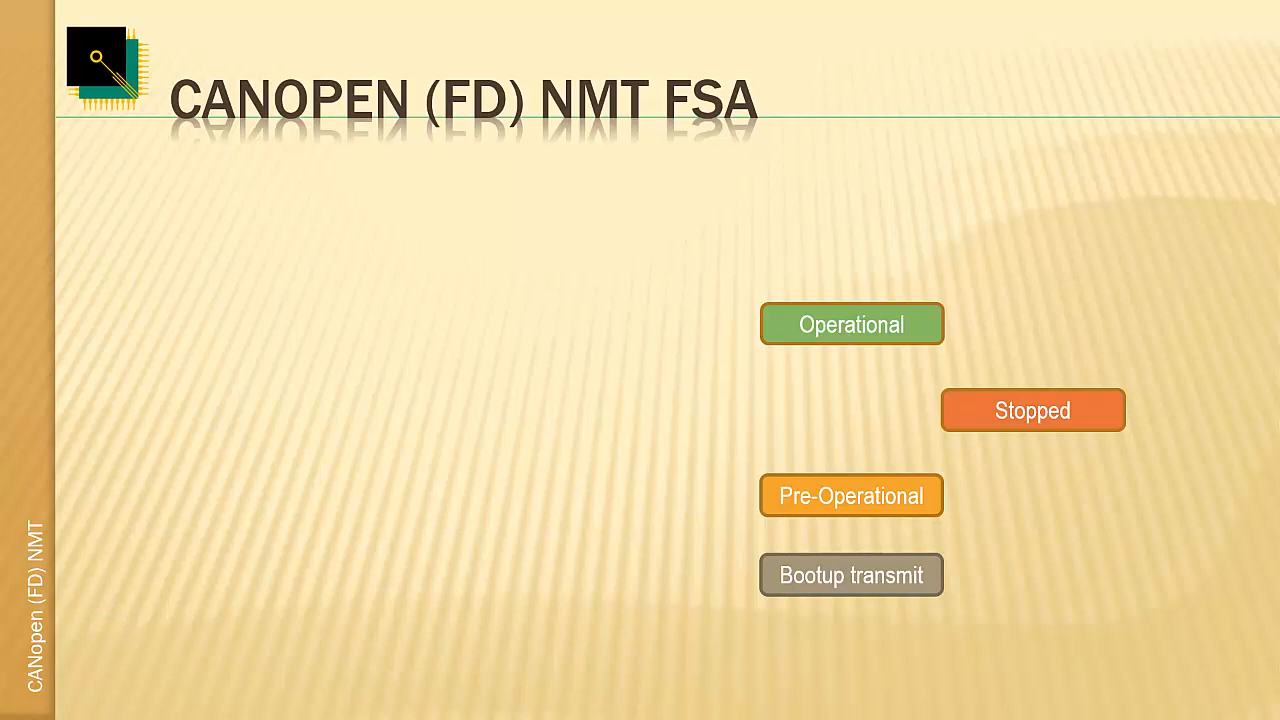 CANOPEN (FD) NMT FSA
Operational
Stopped
Pre-Operational
Bootup transmit
CANopen (FD) NMT